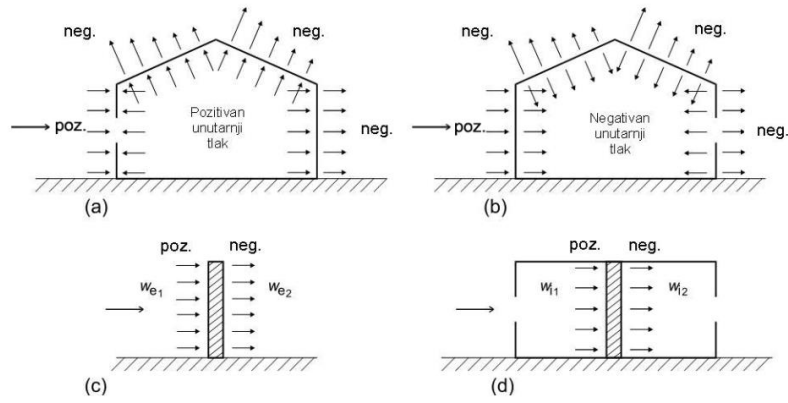 neg.
neg.
poz.
Pozitivan
unutarnji
tlak
neg.
(a)
neg.
neg.
poz.
Negativan
unutarnji
tlak
neg.
(b)
poz. neg.
we1 we2
(c)
poz. neg.
wi1 wi2
(d)